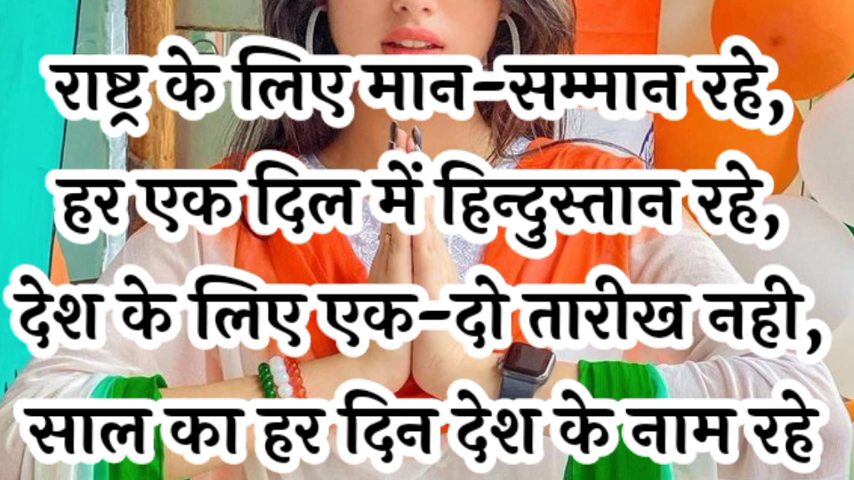 राष्ट्र के लिए मान-सम्मान रहे,
हर एक दिल में हिन्दुस्तान रहे,
देश के लिए एक-दो तारीख नही,
साल का हर दिन देश के नाम रहे